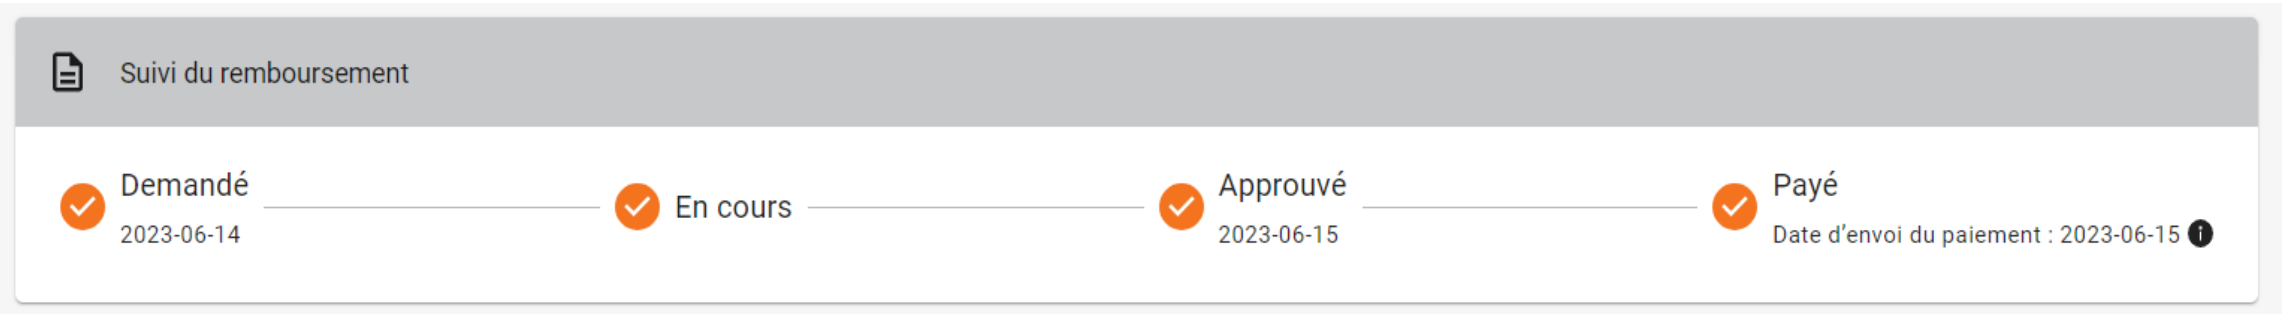 Suivi du remboursement
Demandé
2023-06-14
En cours
Approuvé
2023-06-15
Payé
Date d’envoi du paiement : 2023-06-15